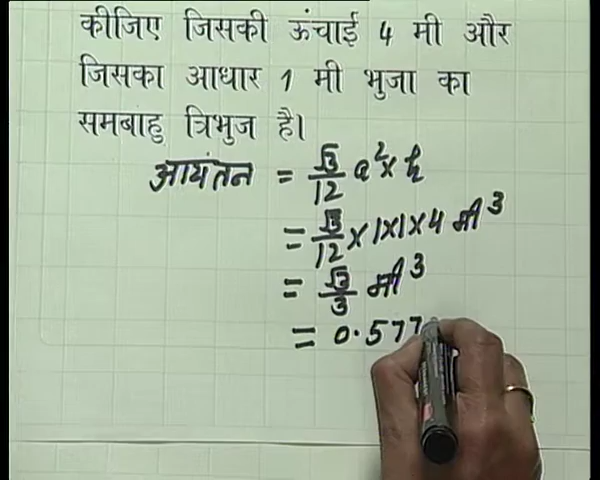 कीजिए जिसकी ऊंचाई 4 मी और
जिसका आधार 1 मी भुजा का
समबाहु त्रिभुज है।
आयतन = √3/12 a² × h
= √3/12 × 1×1×4 मी³
= √3/3 मी³
= 0.577